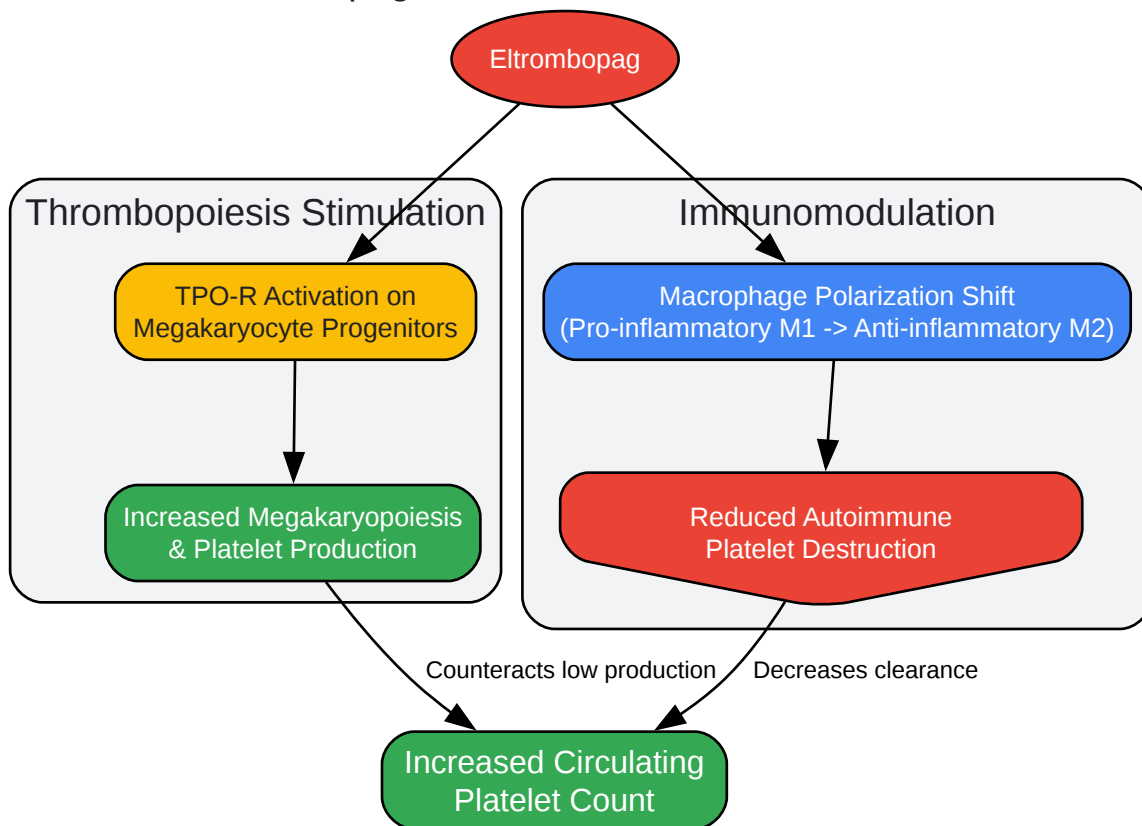 Eltrombopag
Thrombopoiesis Stimulation
Immunomodulation
TPO-R Activation on
Megakaryocyte Progenitors
Macrophage Polarization Shift
(Pro-inflammatory M1 -> Anti-inflammatory M2)
Increased Megakaryopoiesis
& Platelet Production
Reduced Autoimmune
Platelet Destruction
Counteracts low production
Decreases clearance
Increased Circulating
Platelet Count